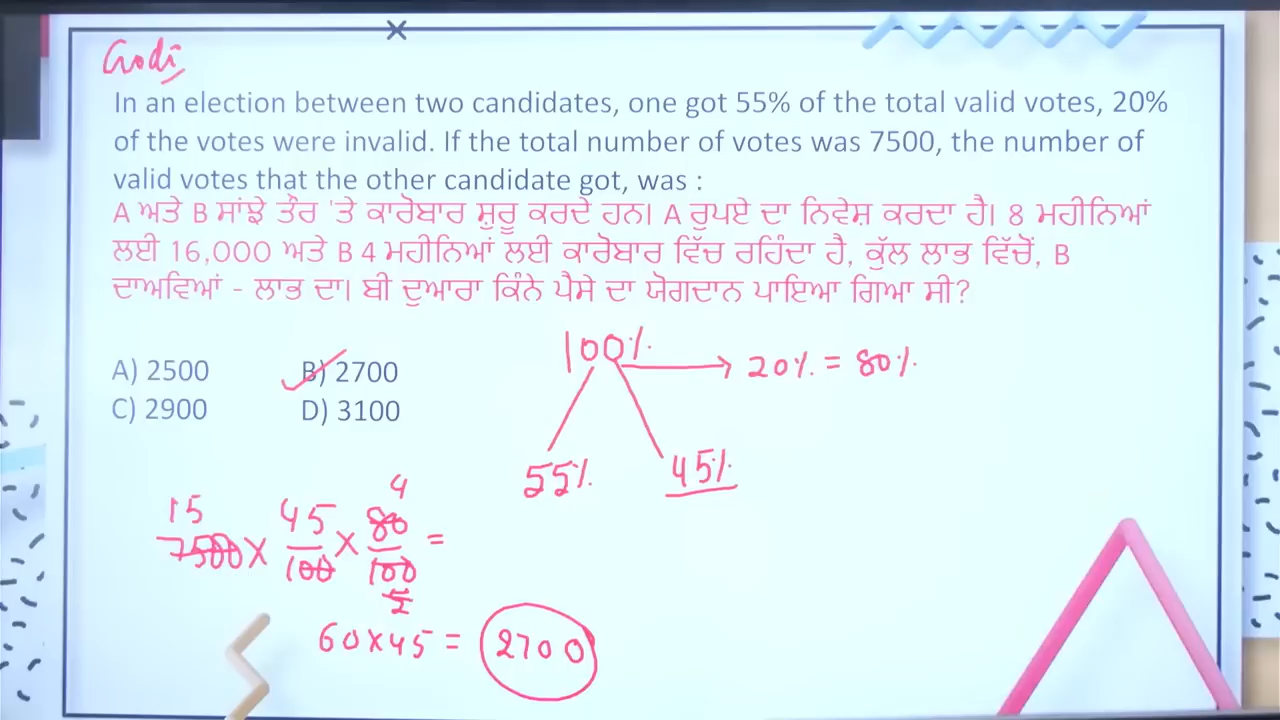 In an election between two candidates, one got 55% of the total valid votes, 20%
of the votes were invalid. If the total number of votes was 7500, the number of
valid votes that the other candidate got, was :
A ਅਤੇ B ਸਾਂਝੇ ਤੌਰ 'ਤੇ ਕਾਰੋਬਾਰ ਸ਼ੁਰੂ ਕਰਦੇ ਹਨ। A ਰੁਪਏ ਦਾ ਨਿਵੇਸ਼ ਕਰਦਾ ਹੈ। 8 ਮਹੀਨਿਆਂ
ਲਈ 16,000 ਅਤੇ B 4 ਮਹੀਨਿਆਂ ਲਈ ਕਾਰੋਬਾਰ ਵਿੱਚ ਰਹਿੰਦਾ ਹੈ, ਕੁੱਲ ਲਾਭ ਵਿੱਚੋਂ, B
ਦਾਅਵਿਆਂ - ਲਾਭ ਦਾ। ਬੀ ਦੁਆਰਾ ਕਿੰਨੇ ਪੈਸੇ ਦਾ ਯੋਗਦਾਨ ਪਾਇਆ ਗਿਆ ਸੀ?
100% → 20% = 80%
A) 2500 B) 2700
C) 2900 D) 3100
55% 45%
15 4
7500 × 45/100 × 80/100 =
5
60×45 = 2700